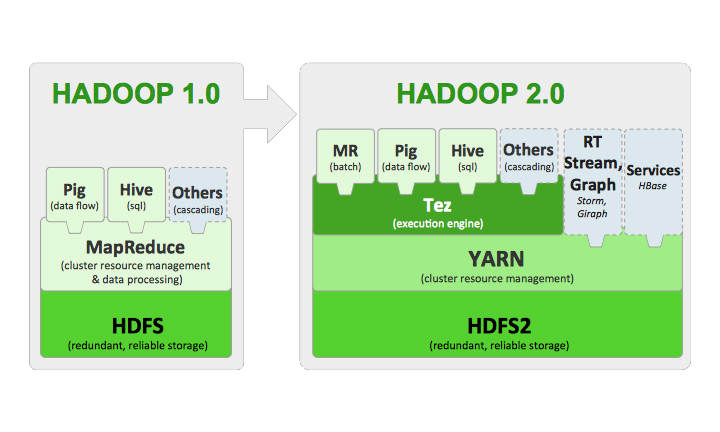 HADOOP 1.0
Pig
(data flow)
Hive
(sql)
Others
(cascading)
MapReduce
(cluster resource management
& data processing)
HDFS
(redundant, reliable storage)
HADOOP 2.0
MR
(batch)
Pig
(data flow)
Hive
(sql)
Others
(cascading)
RT
Stream,
Graph
Storm,
Giraph
Services
HBase
Tez
(execution engine)
YARN
(cluster resource management)
HDFS2
(redundant, reliable storage)